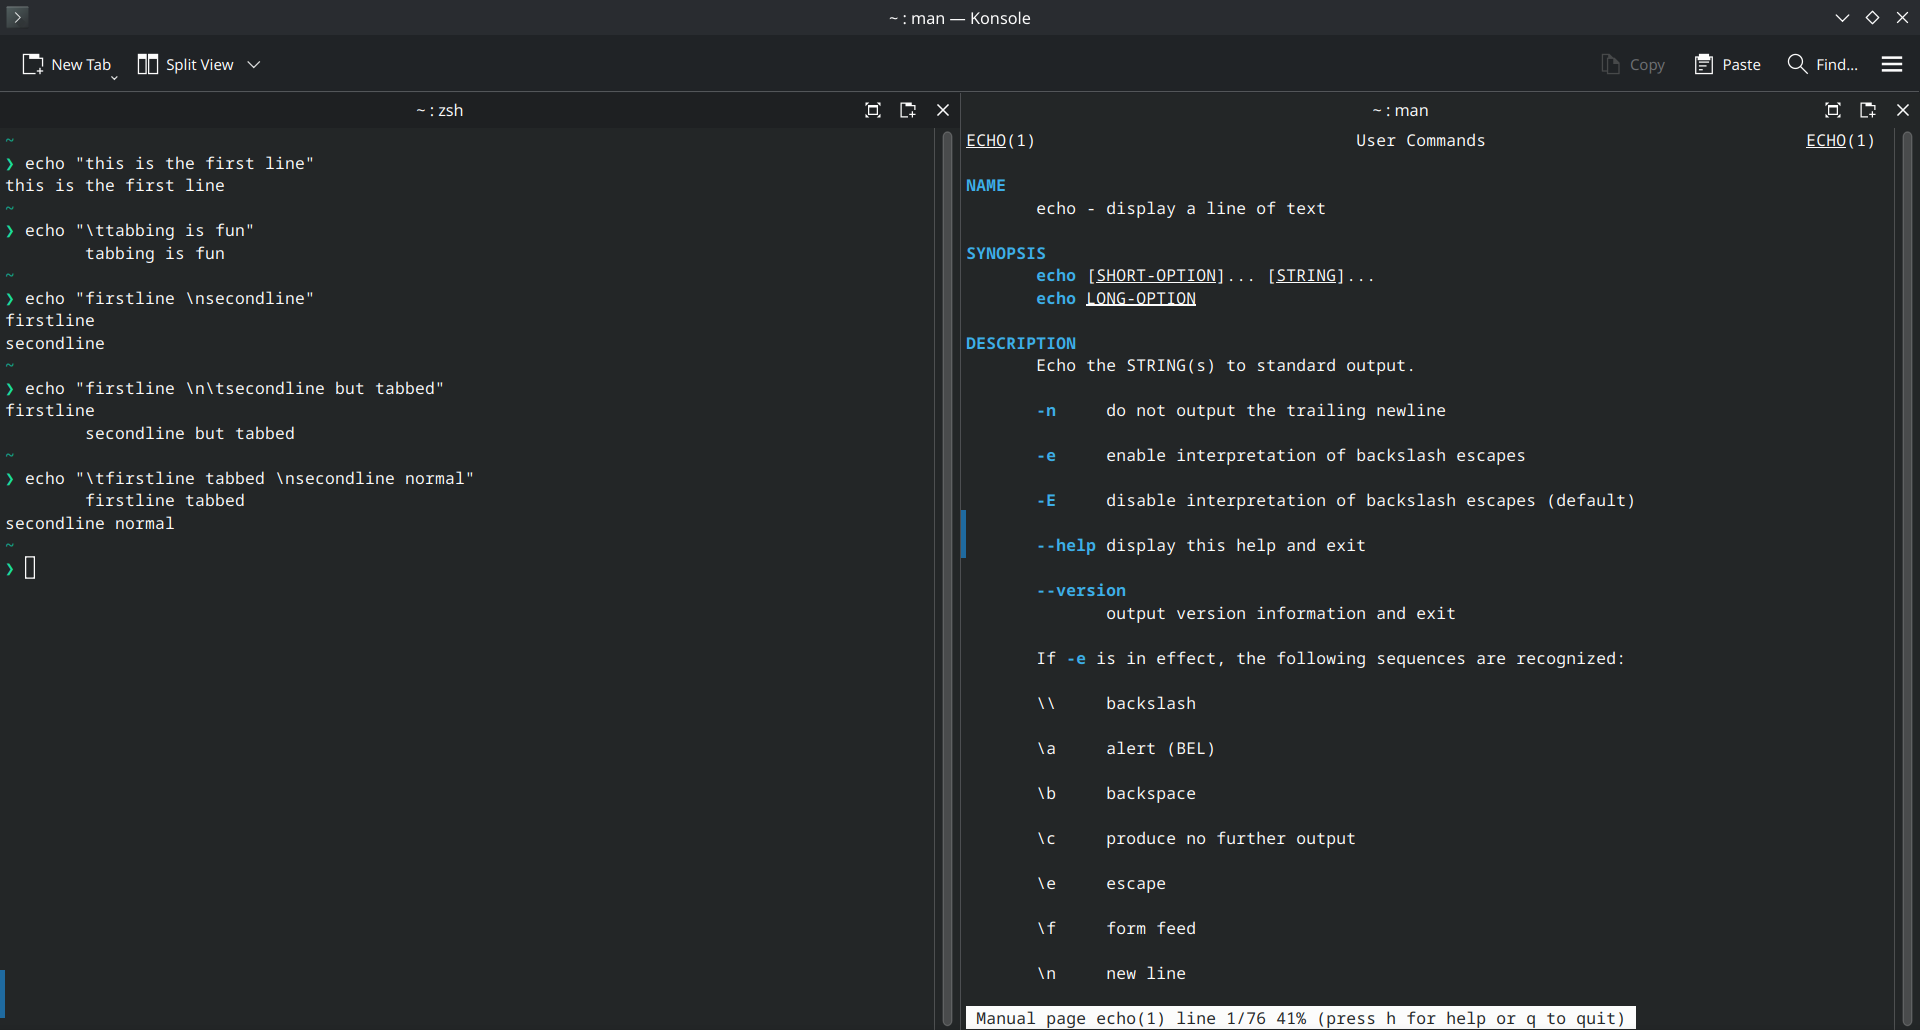 ~ : man — Konsole
New Tab
Split View
Copy
Paste
Find...
~ : zsh
~
❯ echo "this is the first line"
this is the first line
~
❯ echo "\ttabbing is fun"
        tabbing is fun
~
❯ echo "firstline \nsecondline"
firstline
secondline
~
❯ echo "firstline \n\tsecondline but tabbed"
firstline
        secondline but tabbed
~
❯ echo "\tfirstline tabbed \nsecondline normal"
        firstline tabbed
secondline normal
~
❯
~ : man
ECHO(1) User Commands ECHO(1)
NAME
       echo - display a line of text
SYNOPSIS
       echo [SHORT-OPTION]... [STRING]...
       echo LONG-OPTION
DESCRIPTION
       Echo the STRING(s) to standard output.
       -n     do not output the trailing newline
       -e     enable interpretation of backslash escapes
       -E     disable interpretation of backslash escapes (default)
       --help display this help and exit
       --version
              output version information and exit
       If -e is in effect, the following sequences are recognized:
       \\     backslash
       \a     alert (BEL)
       \b     backspace
       \c     produce no further output
       \e     escape
       \f     form feed
       \n     new line
Manual page echo(1) line 1/76 41% (press h for help or q to quit)